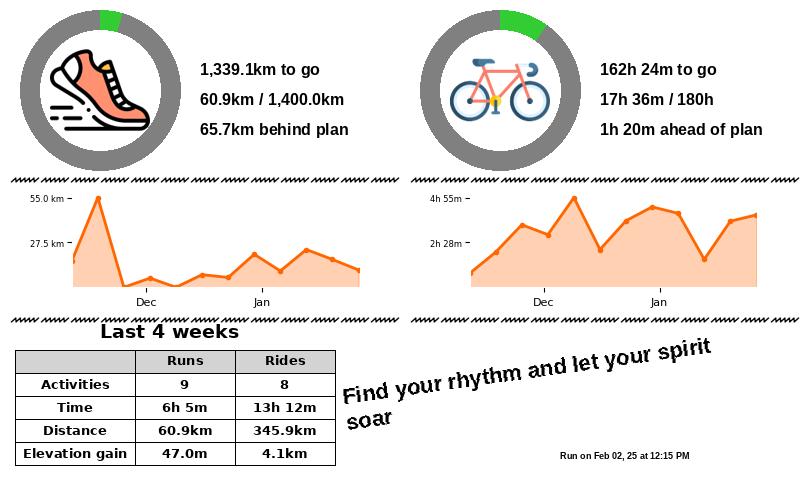 1,339.1km to go
60.9km / 1,400.0km
65.7km behind plan
162h 24m to go
17h 36m / 180h
1h 20m ahead of plan
55.0 km
27.5 km
Dec Jan
4h 55m
2h 28m
Dec Jan
Last 4 weeks
Runs Rides
Activities 9 8
Time 6h 5m 13h 12m
Distance 60.9km 345.9km
Elevation gain 47.0m 4.1km
Find your rhythm and let your spirit
soar
Run on Feb 02, 25 at 12:15 PM